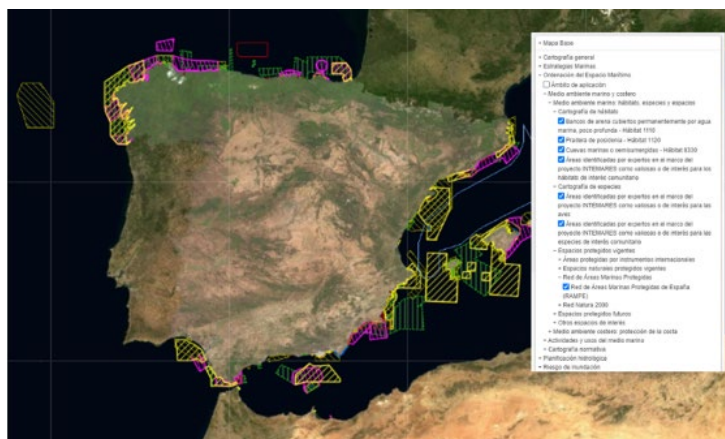 Mapa Base
Cartografía general
Estrategias Marinas
Ordenación del Espacio Marítimo
Ámbito de aplicación
Medio ambiente marino y costero
Medio ambiente marino: hábitats, especies y espacios
Cartografía de hábitats
Bancos de arena cubiertos permanentemente por agua
marina, poco profunda - Hábitat 1110
Pradera de posidonia - Hábitat 1120
Cuevas marinas o semisumergidas - Hábitat 8330
Áreas identificadas por expertos en el marco del
proyecto INTEMARES como valiosas o de interés para los
hábitats de interés comunitario
Cartografía de especies
Áreas identificadas por expertos en el marco del
proyecto INTEMARES como valiosas o de interés para las
aves
Áreas identificadas por expertos en el marco del
proyecto INTEMARES como valiosas o de interés para las
especies de interés comunitario
Espacios protegidos vigentes
Áreas protegidas por instrumentos internacionales
Espacios naturales protegidos vigentes
Red de Áreas Marinas Protegidas
Red de Áreas Marinas Protegidas de España
(RAMPE)
Red Natura 2000
Espacios protegidos futuros
Otros espacios de interés
Medio ambiente costero: protección de la costa
Actividades y usos del medio marino
Cartografía normativa
Planificación hidrológica
Riesgo de inundación